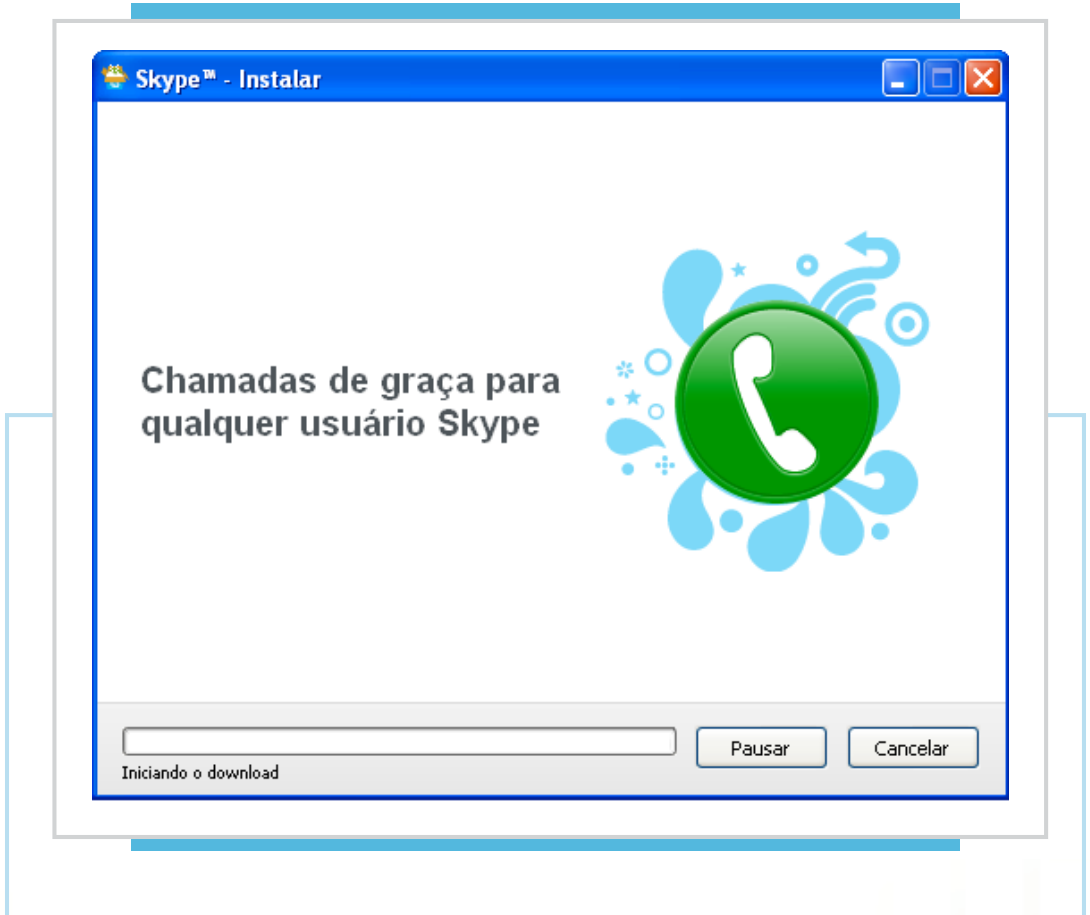 Skype™ - Instalar
Chamadas de graça para
qualquer usuário Skype
Pausar
Cancelar
Iniciando o download